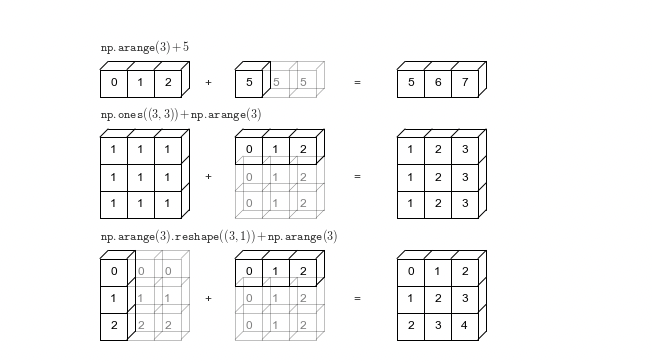 np.arange(3)+5
0 1 2 + 5 5 5 = 5 6 7
np.ones((3, 3))+np.arange(3)
1 1 1 0 1 2 1 2 3
1 1 1 + 0 1 2 = 1 2 3
1 1 1 0 1 2 1 2 3
np.arange(3).reshape((3,1))+np.arange(3)
0 0 0 0 1 2 0 1 2
1 1 1 + 0 1 2 = 1 2 3
2 2 2 0 1 2 2 3 4